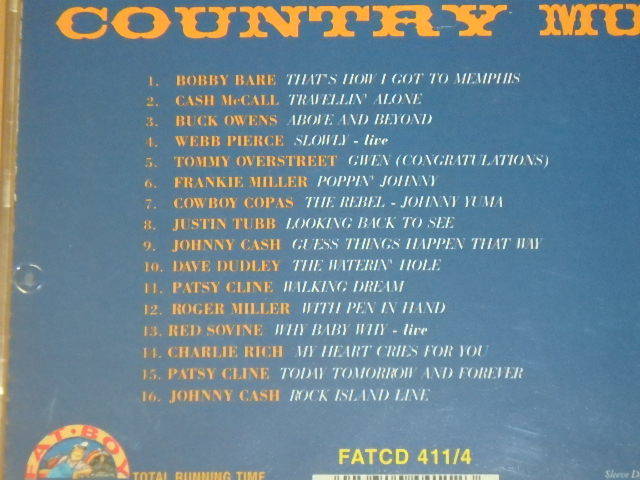 COUNTRY MU
1. BOBBY BARE THAT'S HOW I GOT TO MEMPHIS
2. CASH McCALL TRAVELLIN' ALONE
3. BUCK OWENS ABOVE AND BEYOND
4. WEBB PIERCE SLOWLY - live
5. TOMMY OVERSTREET GWEN (CONGRATULATIONS)
6. FRANKIE MILLER POPPIN' JOHNNY
7. COWBOY COPAS THE REBEL - JOHNNY YUMA
8. JUSTIN TUBB LOOKING BACK TO SEE
9. JOHNNY CASH GUESS THINGS HAPPEN THAT WAY
10. DAVE DUDLEY THE WATERIN' HOLE
11. PATSY CLINE WALKING DREAM
12. ROGER MILLER WITH PEN IN HAND
13. RED SOVINE WHY BABY WHY - live
14. CHARLIE RICH MY HEART CRIES FOR YOU
15. PATSY CLINE TODAY TOMORROW AND FOREVER
16. JOHNNY CASH ROCK ISLAND LINE
FAT BOY
FATCD 411/4
TOTAL RUNNING TIME
Sleeve D